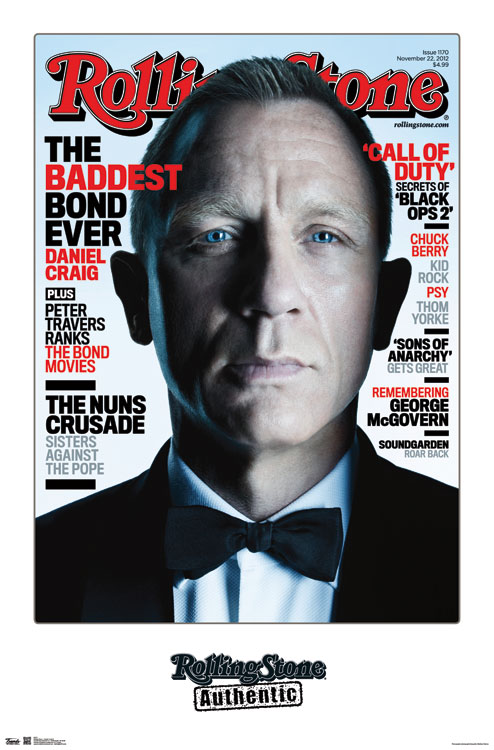 Issue 1170
November 22, 2012
$4.99
Rolling Stone
rollingstone.com
THE
BADDEST
BOND
EVER
DANIEL
CRAIG
PLUS
PETER
TRAVERS
RANKS
THE BOND
MOVIES
THE NUNS
CRUSADE
SISTERS
AGAINST
THE POPE
'CALL OF
DUTY'
SECRETS OF
'BLACK
OPS 2'
CHUCK
BERRY
KID
ROCK
PSY
THOM
YORKE
'SONS OF
ANARCHY'
GETS GREAT
REMEMBERING
GEORGE
McGOVERN
SOUNDGARDEN
ROAR BACK
RollingStone
Authentic
Trends